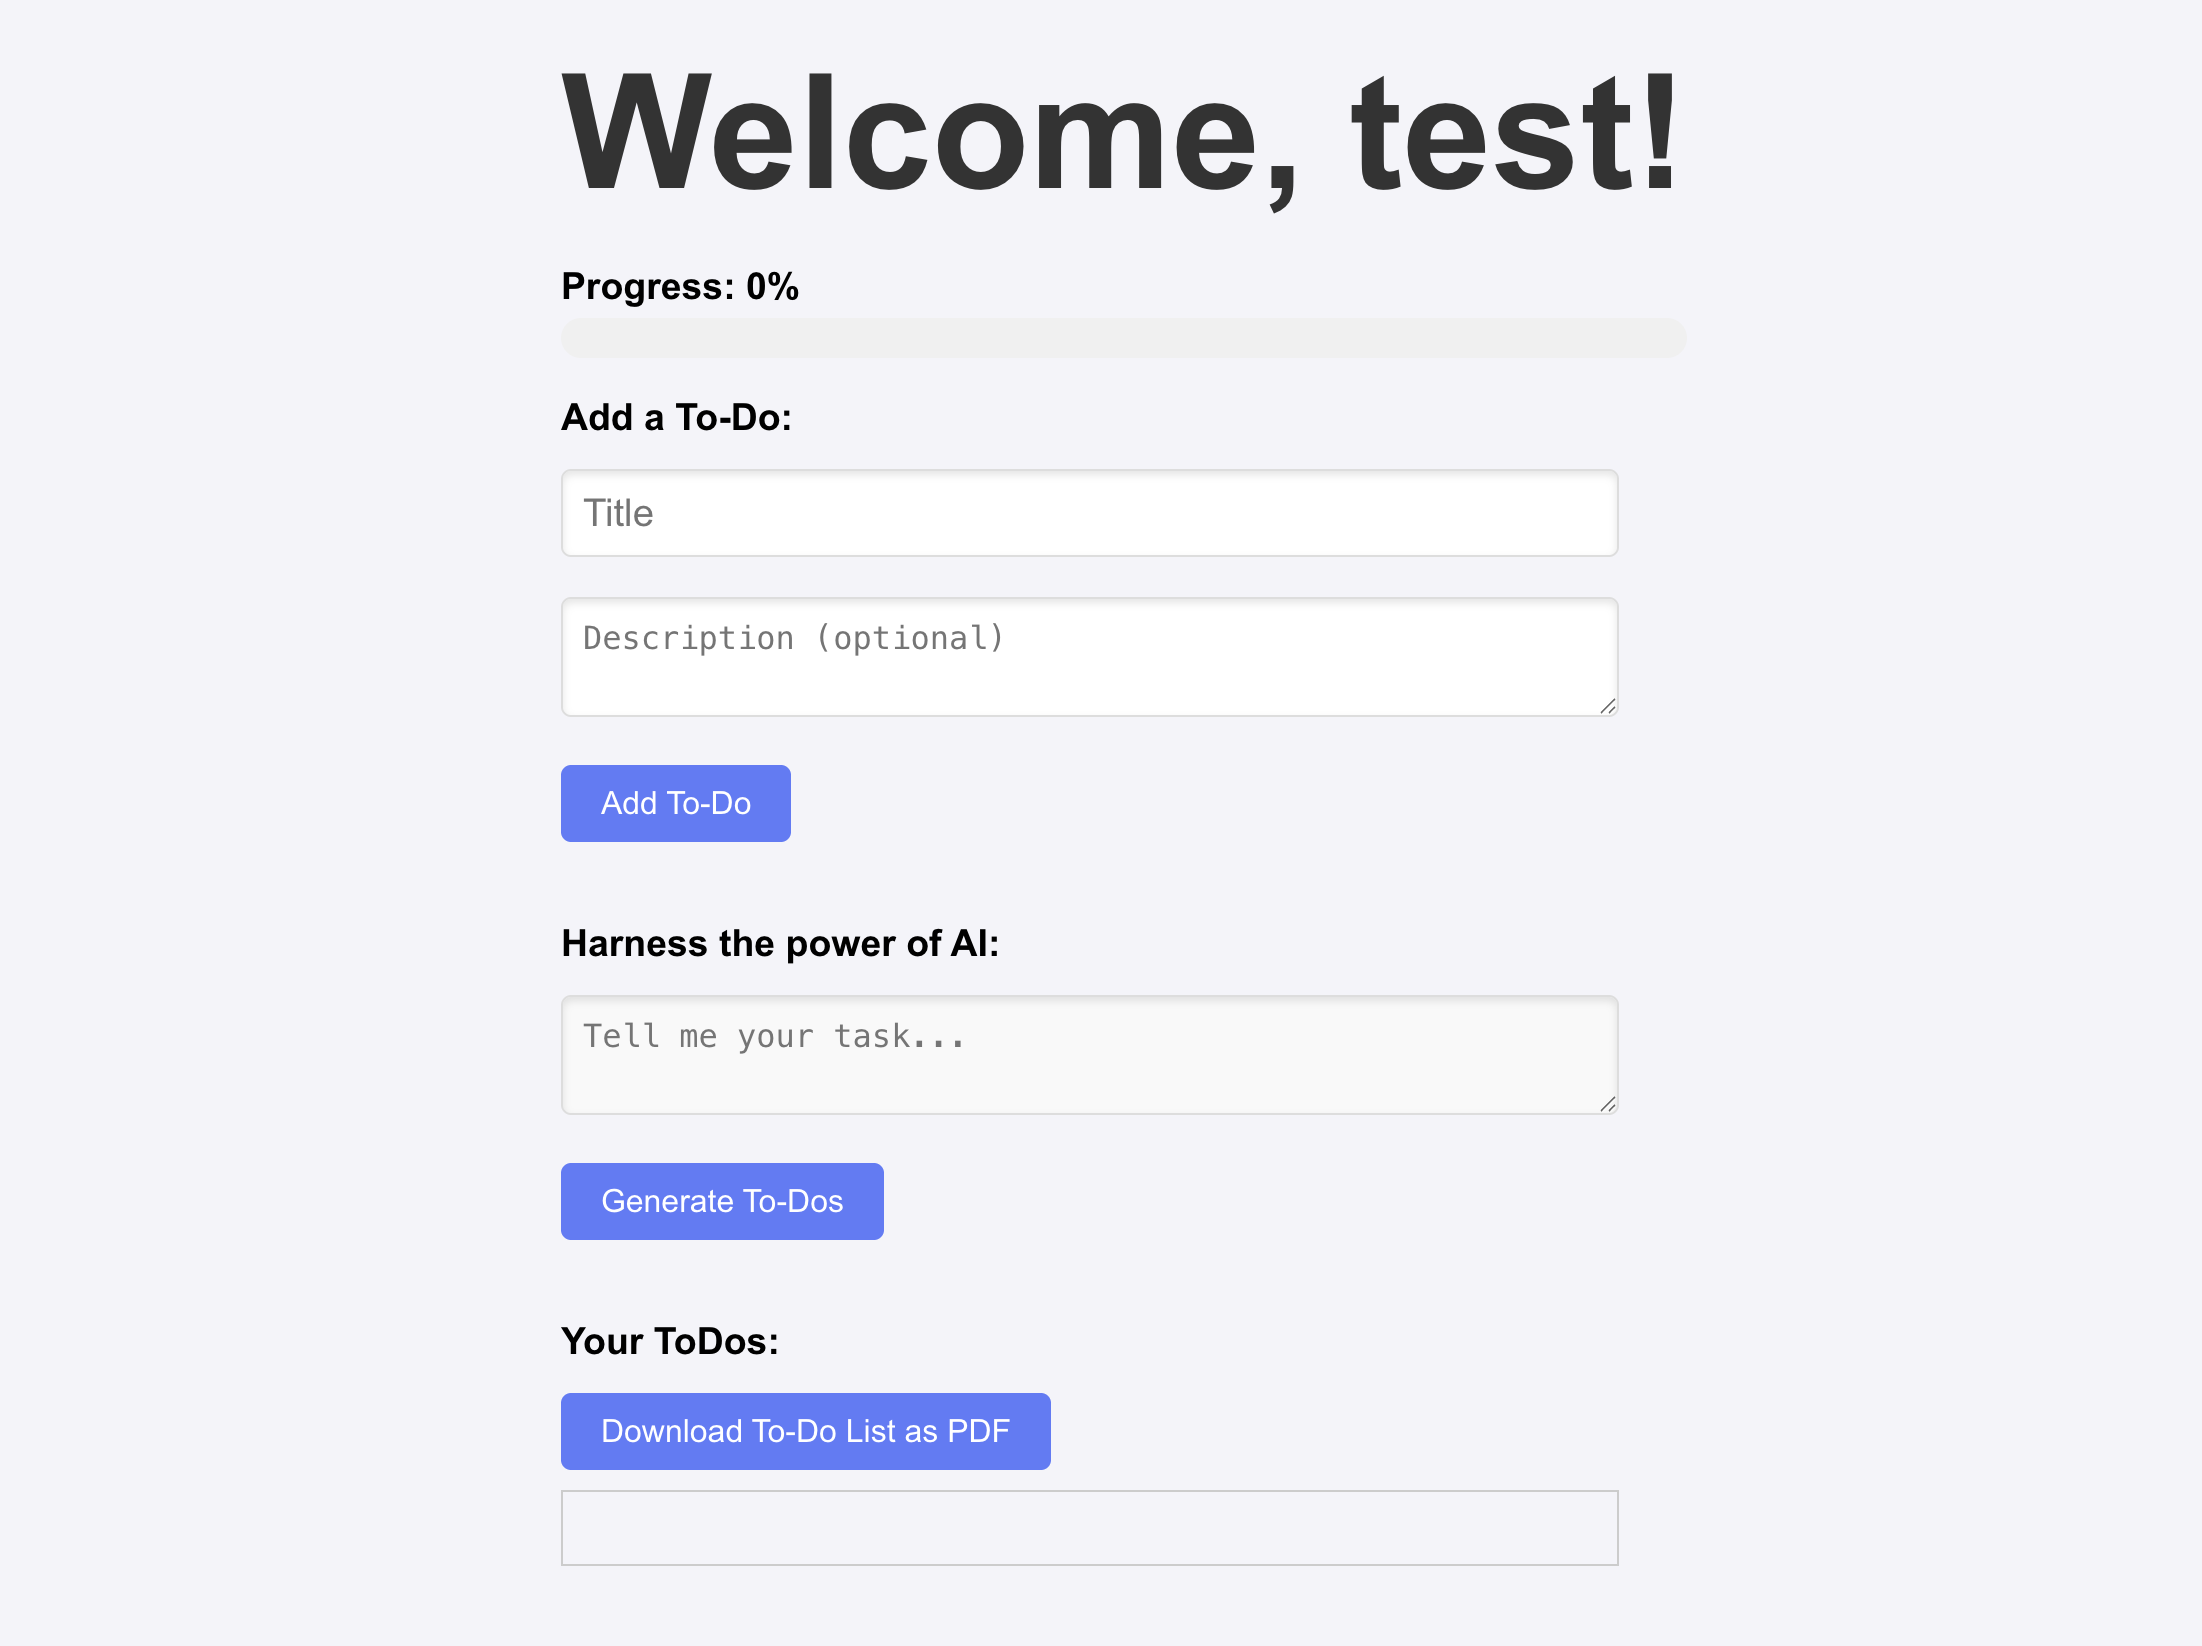 Welcome, test!
Progress: 0%
Add a To-Do:
Title
Description (optional)
Add To-Do
Harness the power of AI:
Tell me your task...
Generate To-Dos
Your ToDos:
Download To-Do List as PDF